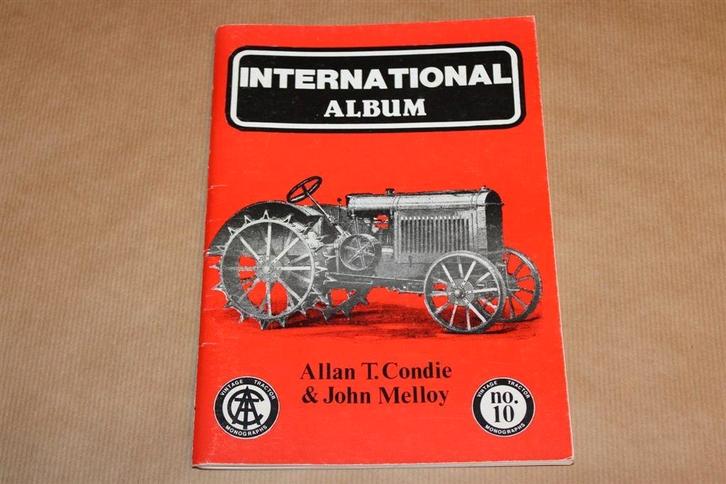 INTERNATIONAL
ALBUM
Allan T. Condie
& John Melloy
VINTAGE TRACTOR
MONOGRAPHS
VINTAGE TRACTOR
no.
10
MONOGRAPHS